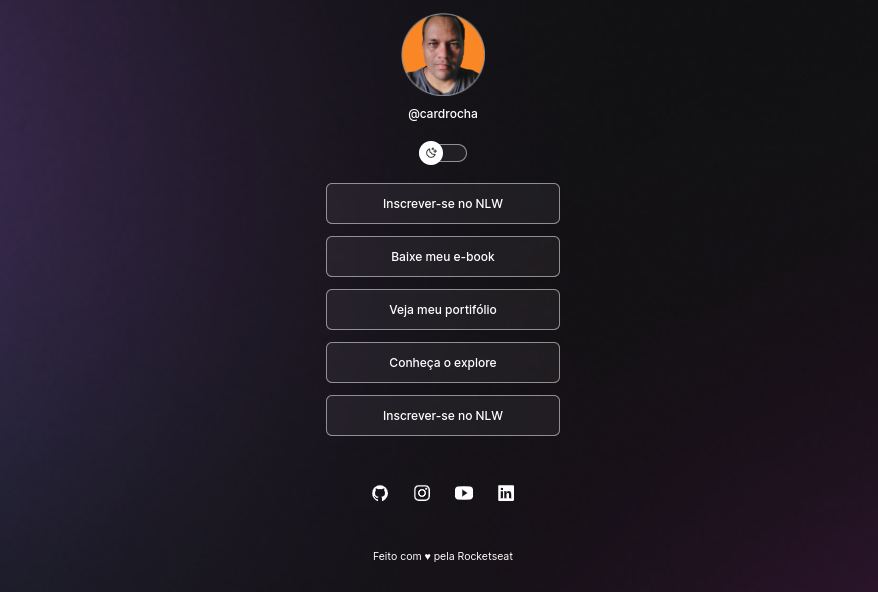 @cardrocha
Inscrever-se no NLW
Baixe meu e-book
Veja meu portifólio
Conheça o explore
Inscrever-se no NLW
in
Feito com ♥ pela Rocketseat